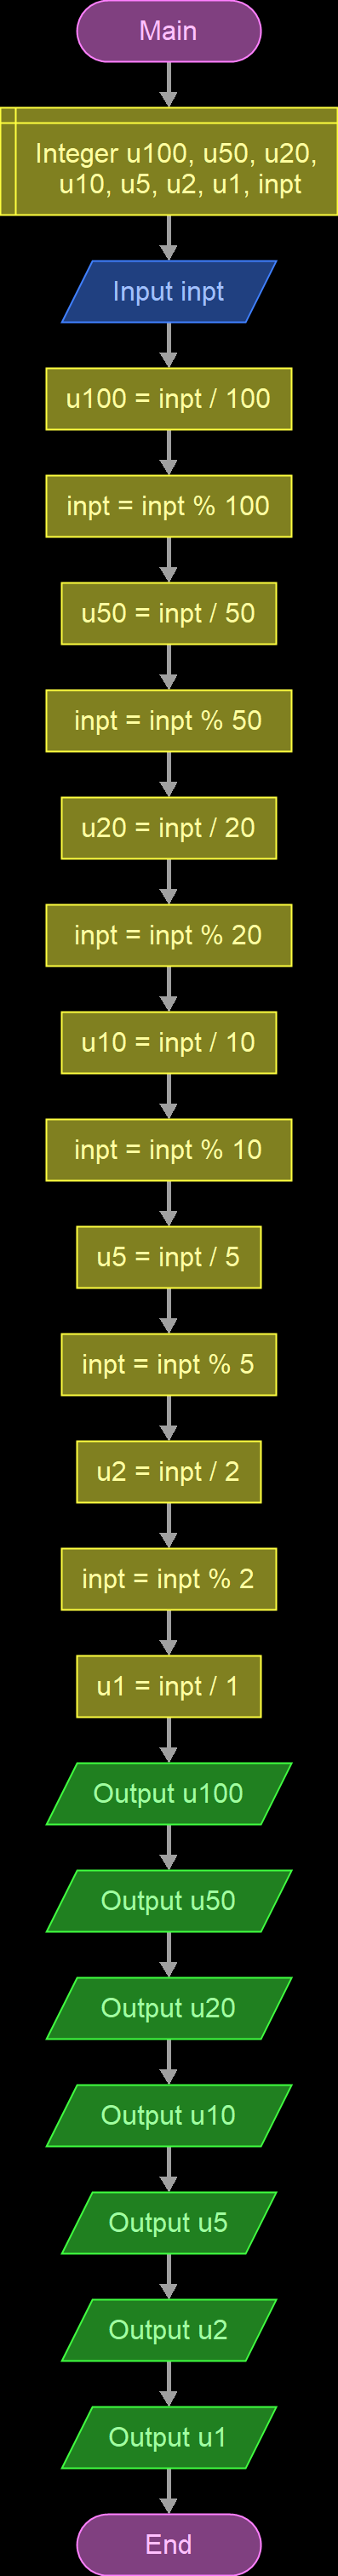 Main
Integer u100, u50, u20,
u10, u5, u2, u1, inpt
Input inpt
u100 = inpt / 100
inpt = inpt % 100
u50 = inpt / 50
inpt = inpt % 50
u20 = inpt / 20
inpt = inpt % 20
u10 = inpt / 10
inpt = inpt % 10
u5 = inpt / 5
inpt = inpt % 5
u2 = inpt / 2
inpt = inpt % 2
u1 = inpt / 1
Output u100
Output u50
Output u20
Output u10
Output u5
Output u2
Output u1
End